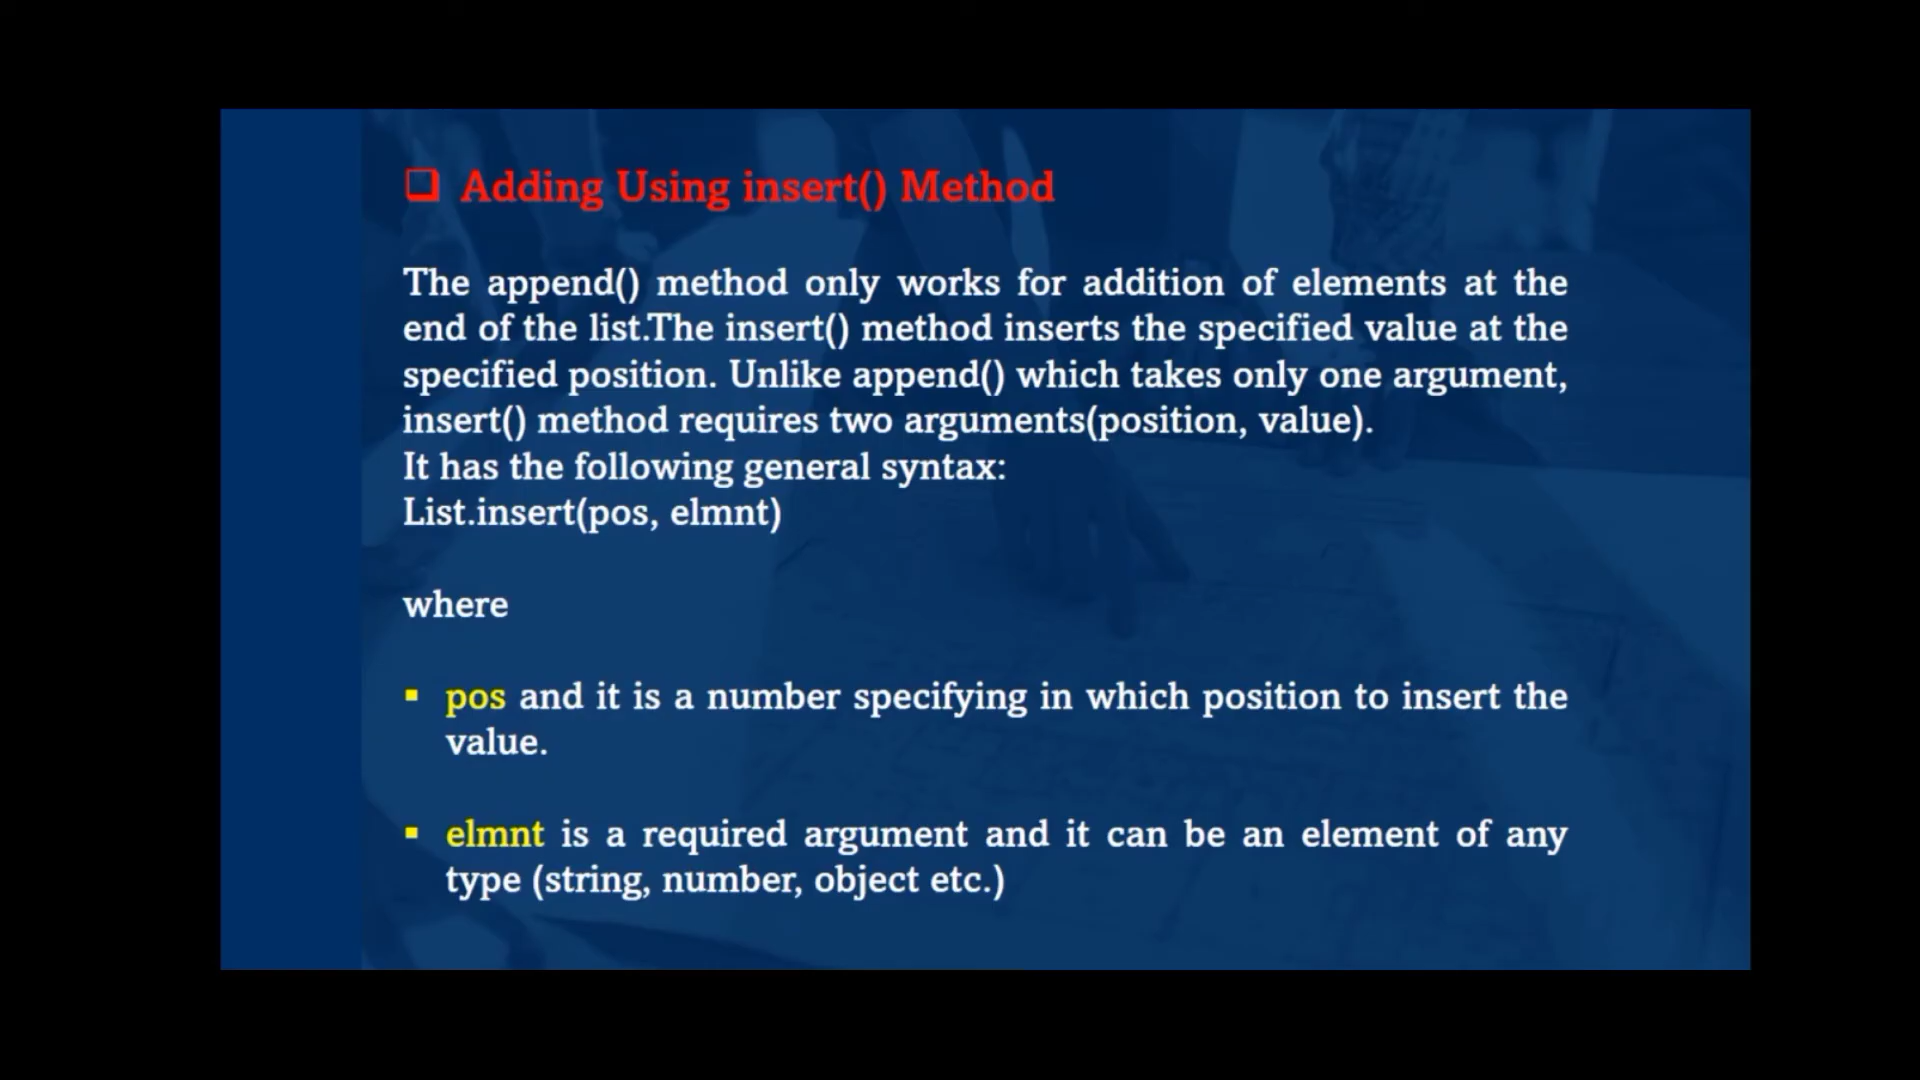 ❑ Adding Using insert() Method
The append() method only works for addition of elements at the
end of the list.The insert() method inserts the specified value at the
specified position. Unlike append() which takes only one argument,
insert() method requires two arguments(position, value).
It has the following general syntax:
List.insert(pos, elmnt)
where
▪ pos and it is a number specifying in which position to insert the
value.
▪ elmnt is a required argument and it can be an element of any
type (string, number, object etc.)